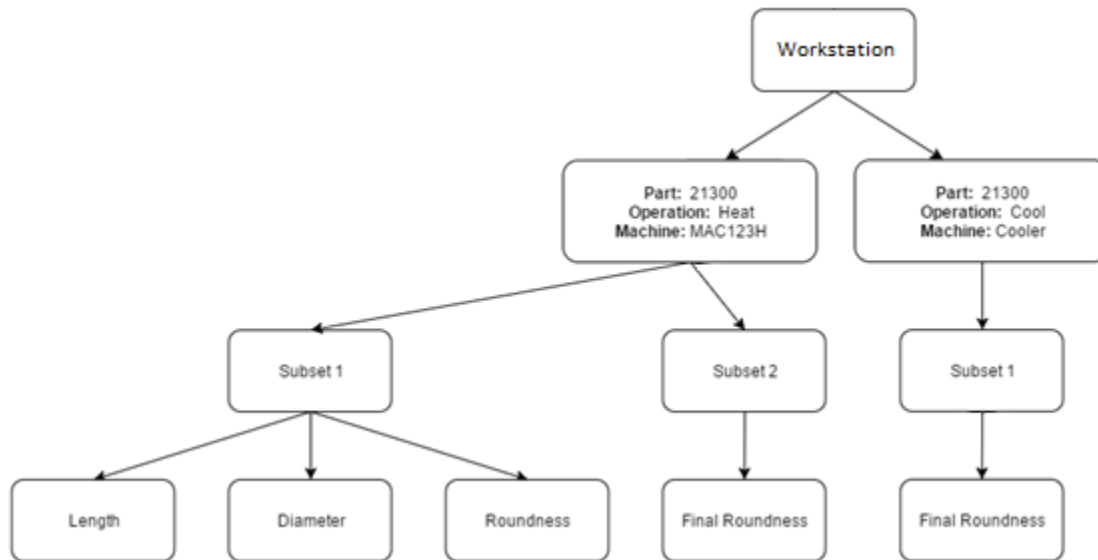 Workstation
Part: 21300
Operation: Heat
Machine: MAC123H
Part: 21300
Operation: Cool
Machine: Cooler
Subset 1
Subset 2
Subset 1
Length
Diameter
Roundness
Final Roundness
Final Roundness